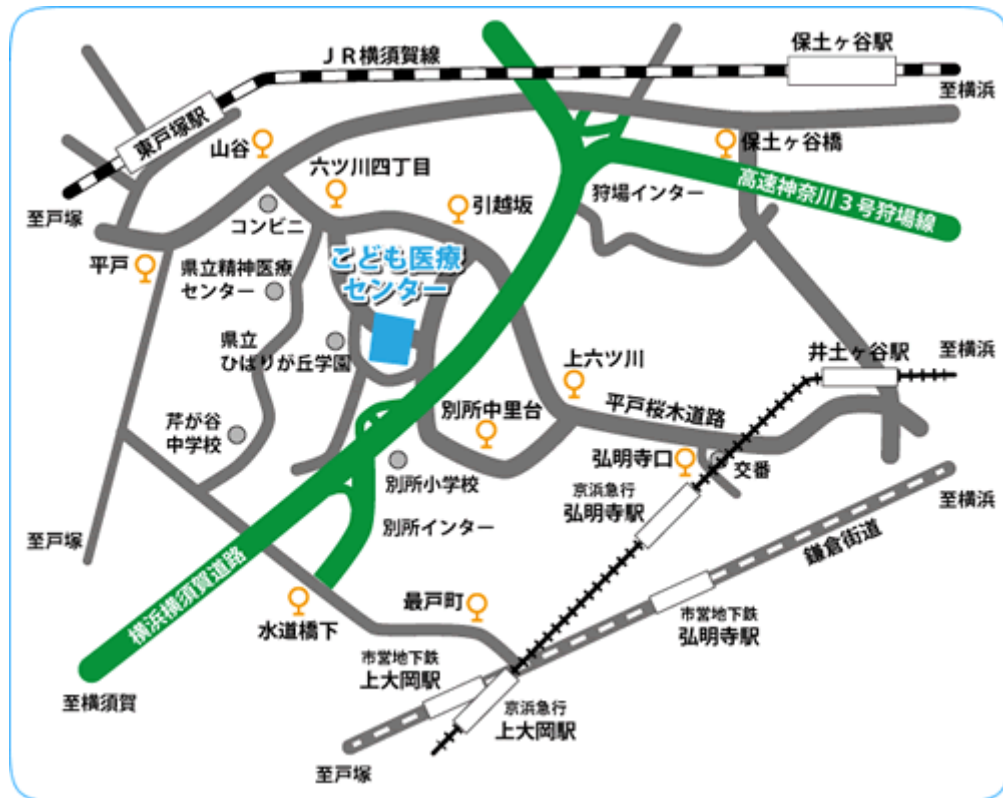 保土ヶ谷駅
JR横須賀線
至横浜
東戸塚駅
山谷
保土ヶ谷橋
六ツ川四丁目
高速神奈川3号狩場線
狩場インター
引越坂
至戸塚
コンビニ
平戸
こども医療
センター
県立精神医療
センター
県立
ひばりが丘学園
上六ツ川
井土ヶ谷駅
至横浜
平戸桜木道路
別所中里台
芹が谷
中学校
弘明寺口
交番
別所小学校
京浜急行
弘明寺駅
至横浜
別所インター
至戸塚
鎌倉街道
横浜横須賀道路
最戸町
水道橋下
市営地下鉄
弘明寺駅
市営地下鉄
上大岡駅
至横須賀
京浜急行
上大岡駅
至戸塚